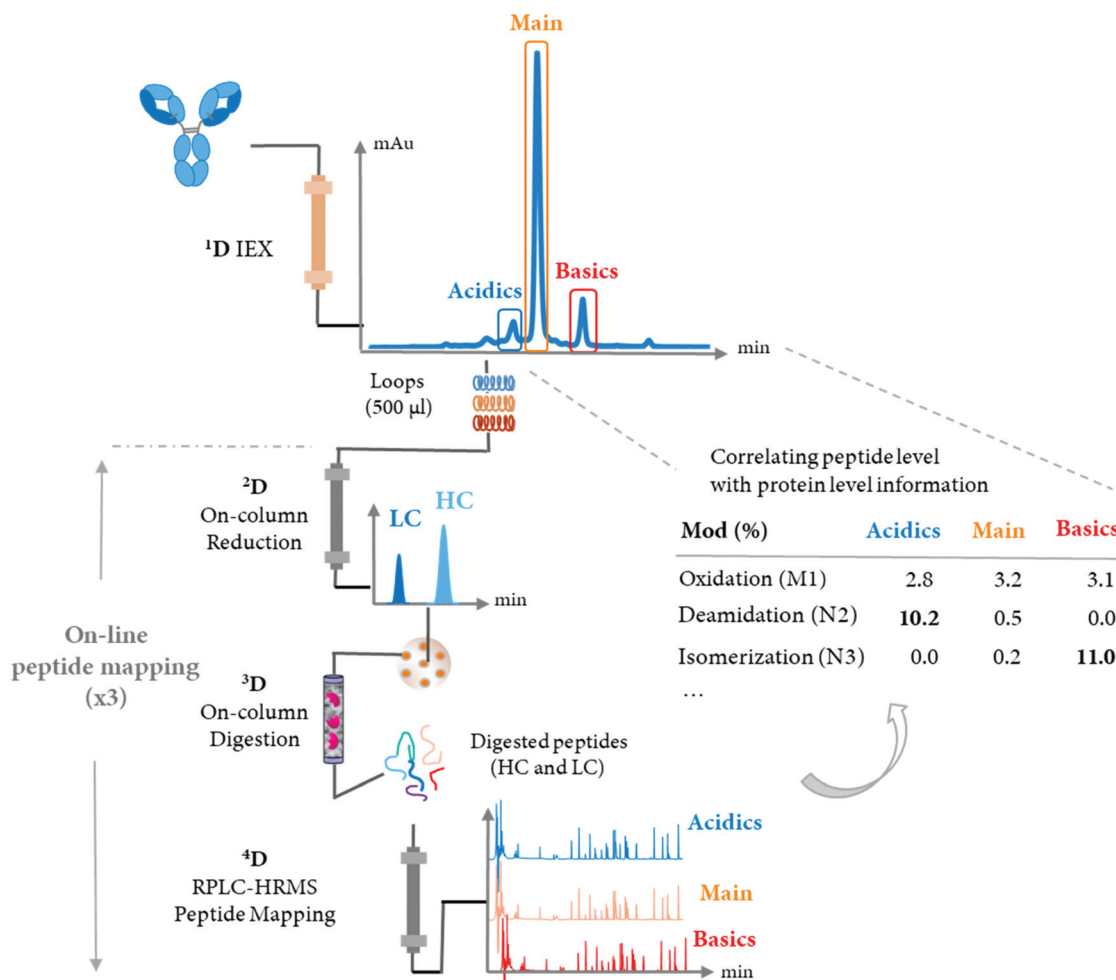 Main
mAu
¹D IEX
Acidics
Basics
min
Loops
(500 µl)
²D
On-column
Reduction
LC
HC
min
On-line
peptide mapping
(x3)
³D
On-column
Digestion
Digested peptides
(HC and LC)
⁴D
RPLC-HRMS
Peptide Mapping
Acidics
Main
Basics
min
Correlating peptide level
with protein level information
Mod (%) Acidics Main Basics
Oxidation (M1) 2.8 3.2 3.1
Deamidation (N2) 10.2 0.5 0.0
Isomerization (N3) 0.0 0.2 11.0
…